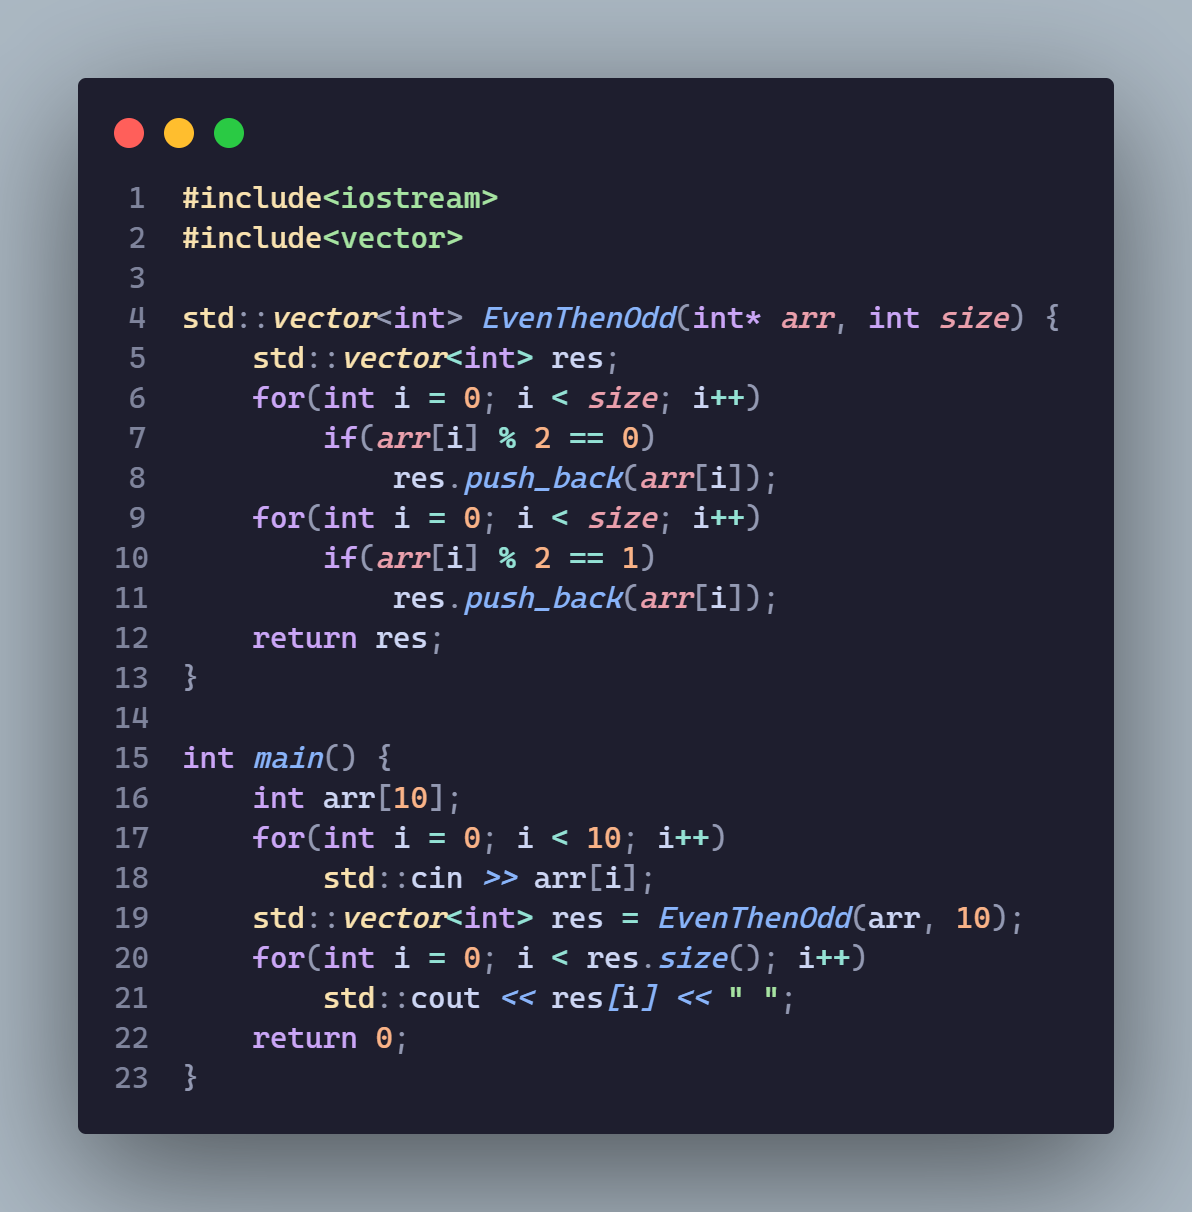 1 #include<iostream>
2 #include<vector>
3
4 std::vector<int> EvenThenOdd(int* arr, int size) {
5     std::vector<int> res;
6     for(int i = 0; i < size; i++)
7         if(arr[i] % 2 == 0)
8             res.push_back(arr[i]);
9     for(int i = 0; i < size; i++)
10         if(arr[i] % 2 == 1)
11             res.push_back(arr[i]);
12     return res;
13 }
14
15 int main() {
16     int arr[10];
17     for(int i = 0; i < 10; i++)
18         std::cin >> arr[i];
19     std::vector<int> res = EvenThenOdd(arr, 10);
20     for(int i = 0; i < res.size(); i++)
21         std::cout << res[i] << " ";
22     return 0;
23 }